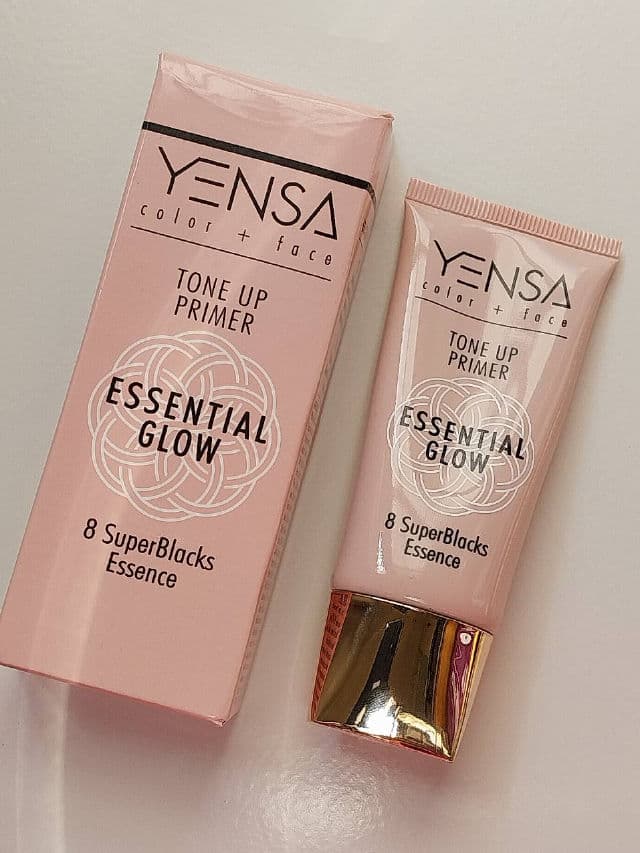 YENSA
color + face
TONE UP
PRIMER
ESSENTIAL
GLOW
8 SuperBlacks
Essence
YENSA
color + face
TONE UP
PRIMER
ESSENTIAL
GLOW
8 SuperBlacks
Essence